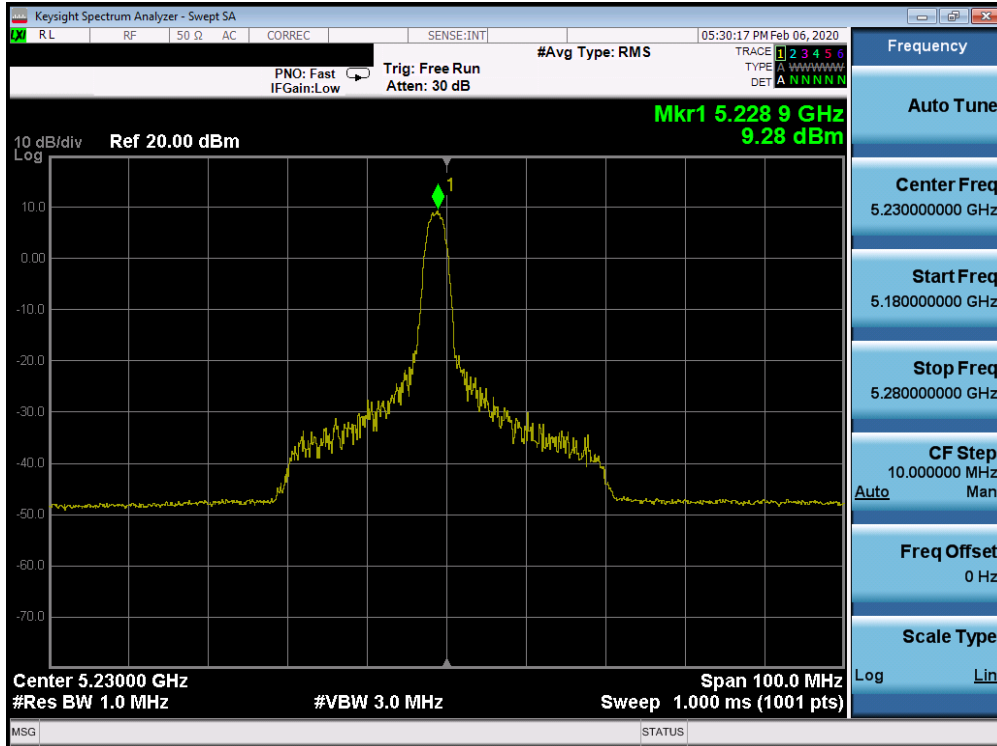 Keysight Spectrum Analyzer - Swept SA
LXI RL RF 50 Ω AC CORREC SENSE:INT 05:30:17 PM Feb 06, 2020
#Avg Type: RMS TRACE 1 2 3 4 5 6
PNO: Fast Trig: Free Run TYPE A WWWWW
IFGain:Low Atten: 30 dB DET A N N N N N
Mkr1 5.228 9 GHz
9.28 dBm
10 dB/div Ref 20.00 dBm
Log
1
10.0
0.00
-10.0
-20.0
-30.0
-40.0
-50.0
-60.0
-70.0
Center 5.23000 GHz Span 100.0 MHz
#Res BW 1.0 MHz #VBW 3.0 MHz Sweep 1.000 ms (1001 pts)
MSG STATUS
Frequency
Auto Tune
Center Freq
5.230000000 GHz
Start Freq
5.180000000 GHz
Stop Freq
5.280000000 GHz
CF Step
10.000000 MHz
Auto Man
Freq Offset
0 Hz
Scale Type
Log Lin